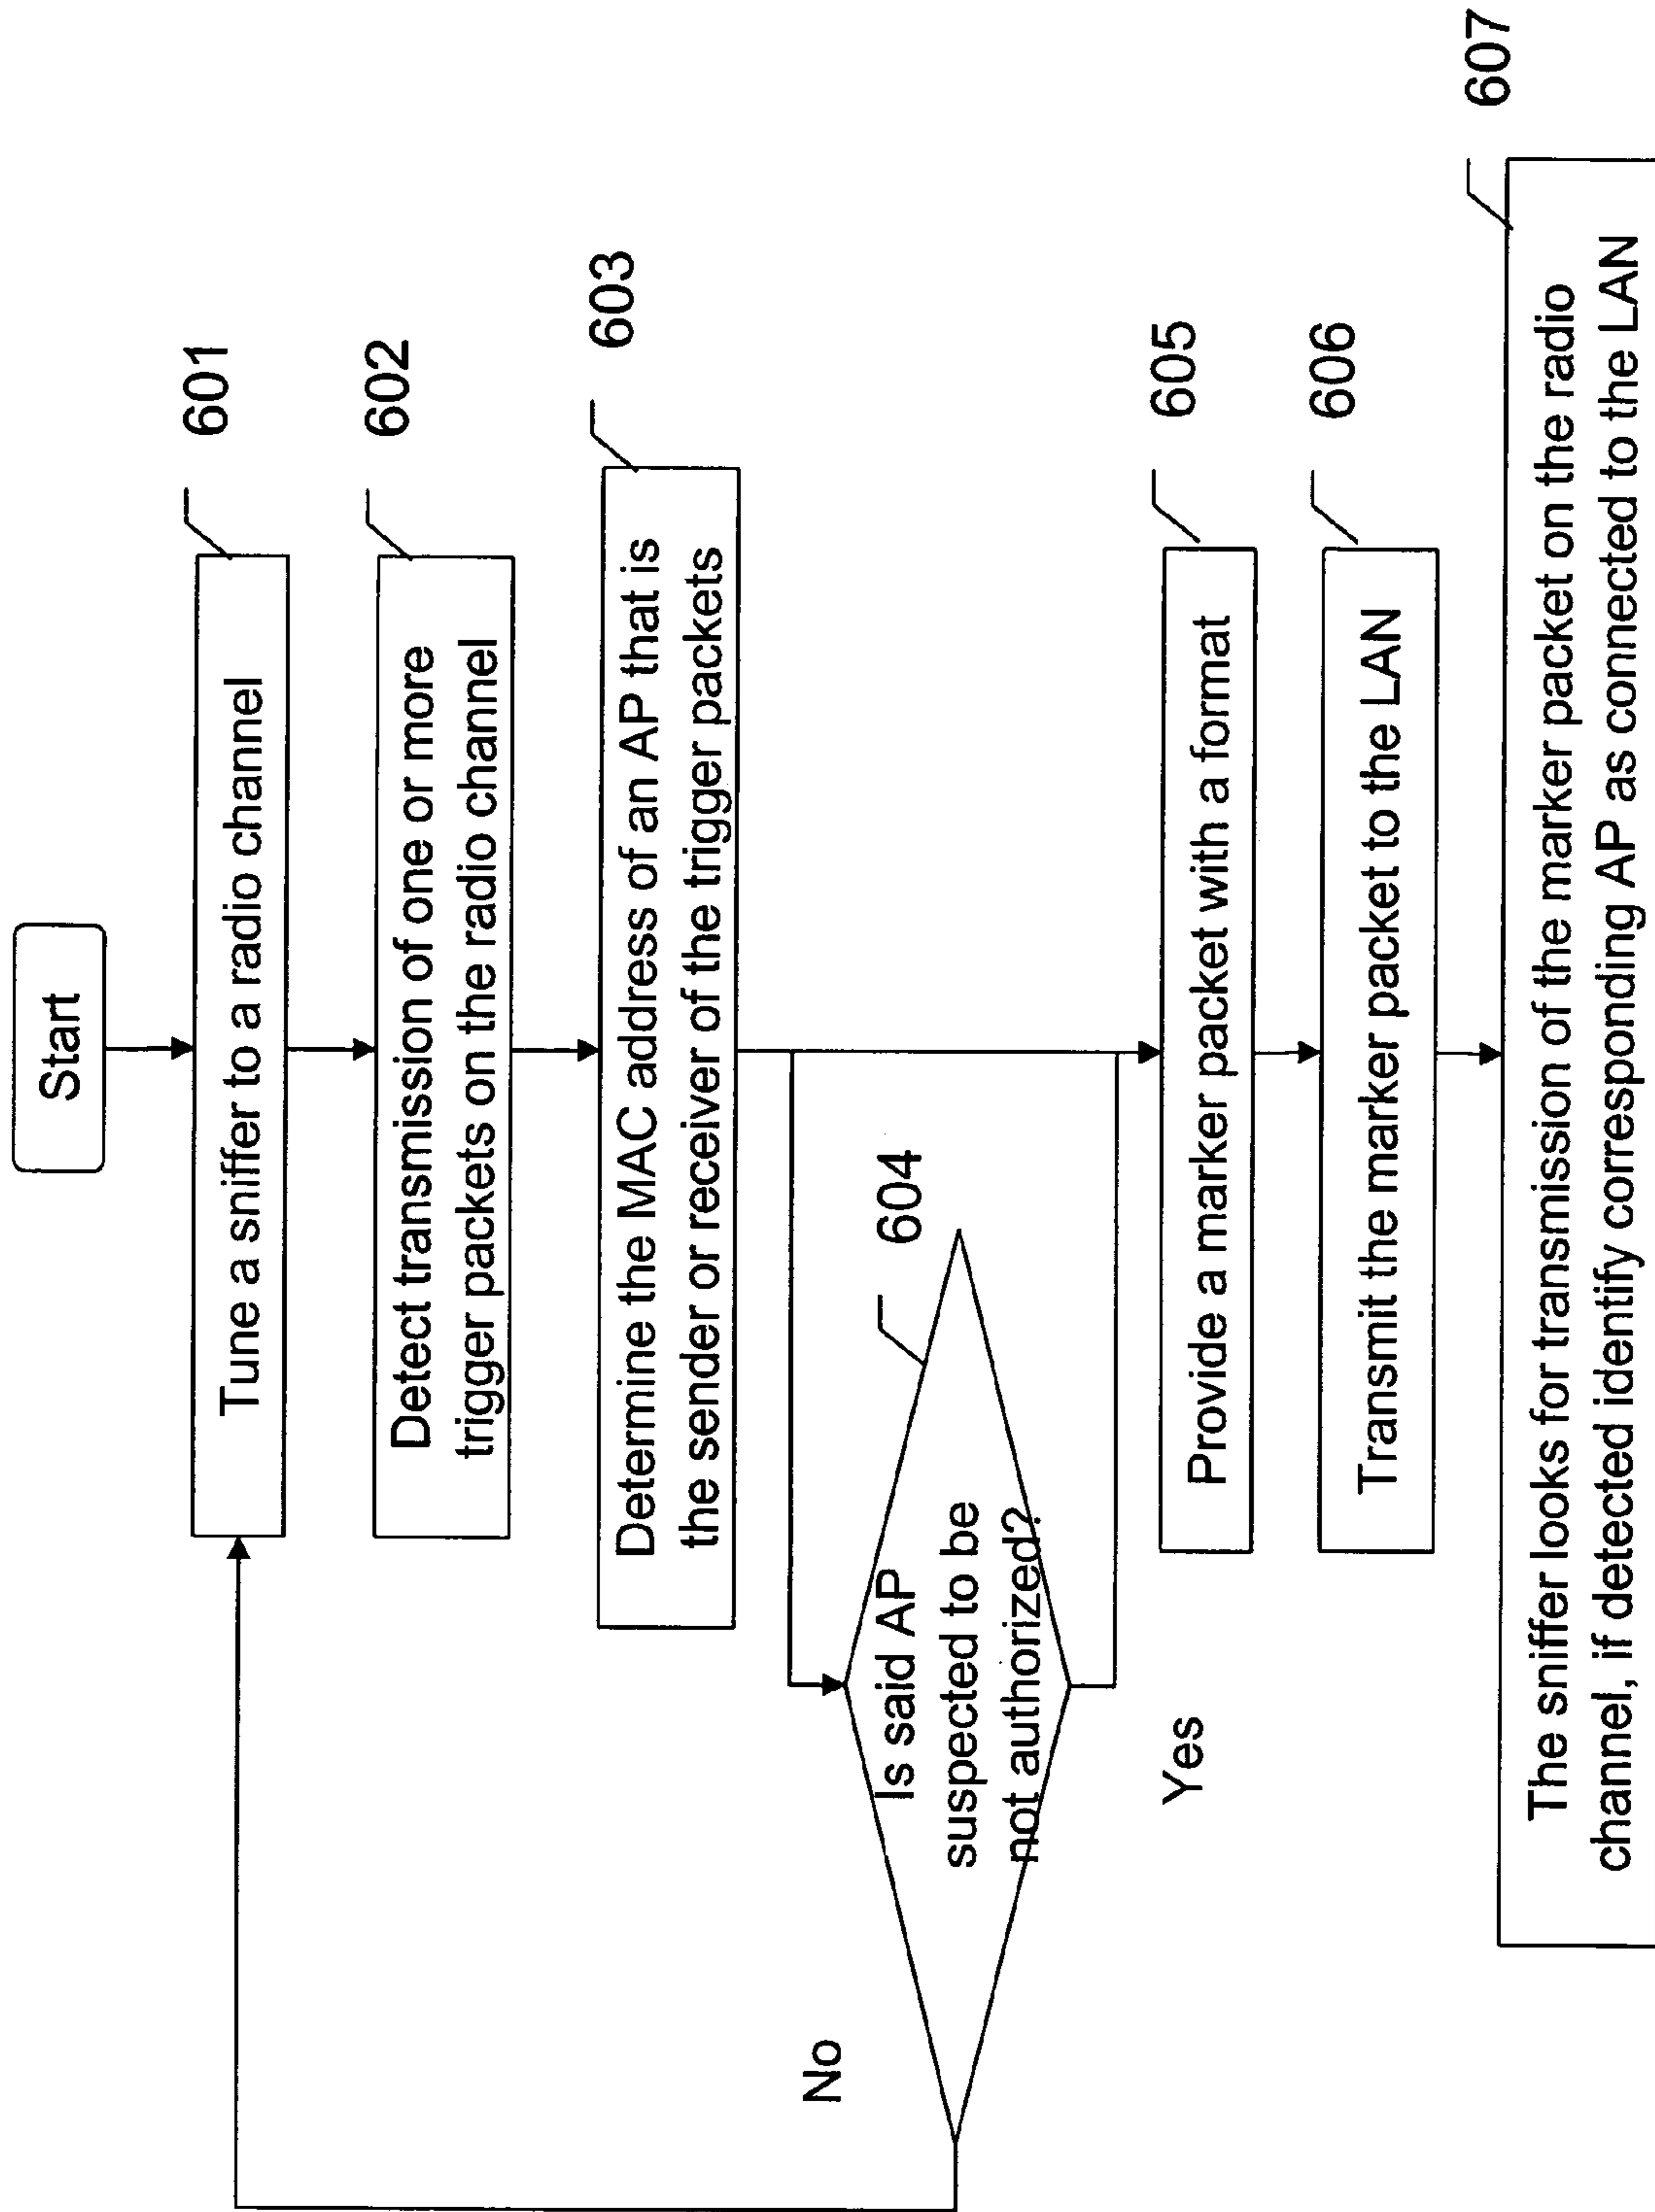 Start
601
Tune a sniffer to a radio channel
602
Detect transmission of one or more
trigger packets on the radio channel
603
Determine the MAC address of an AP that is
the sender or receiver of the trigger packets
604
Is said AP
suspected to be
not authorized?
No
Yes
605
Provide a marker packet with a format
606
Transmit the marker packet to the LAN
607
The sniffer looks for transmission of the marker packet on the radio
channel, if detected identify corresponding AP as connected to the LAN